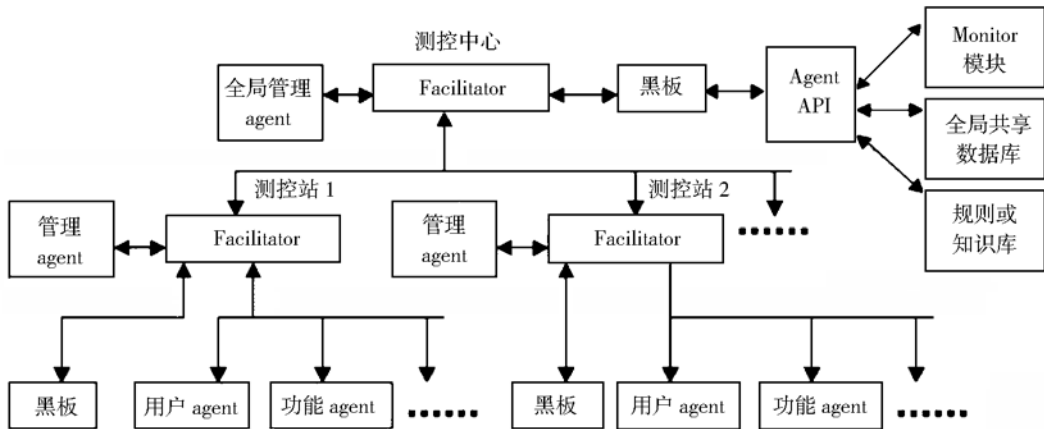 测控中心
全局管理
agent
Facilitator
黑板
Agent
API
Monitor
模块
全局共享
数据库
规则或
知识库
测控站 1
测控站 2
管理
agent
Facilitator
管理
agent
Facilitator
黑板
用户 agent
功能 agent
黑板
用户 agent
功能 agent